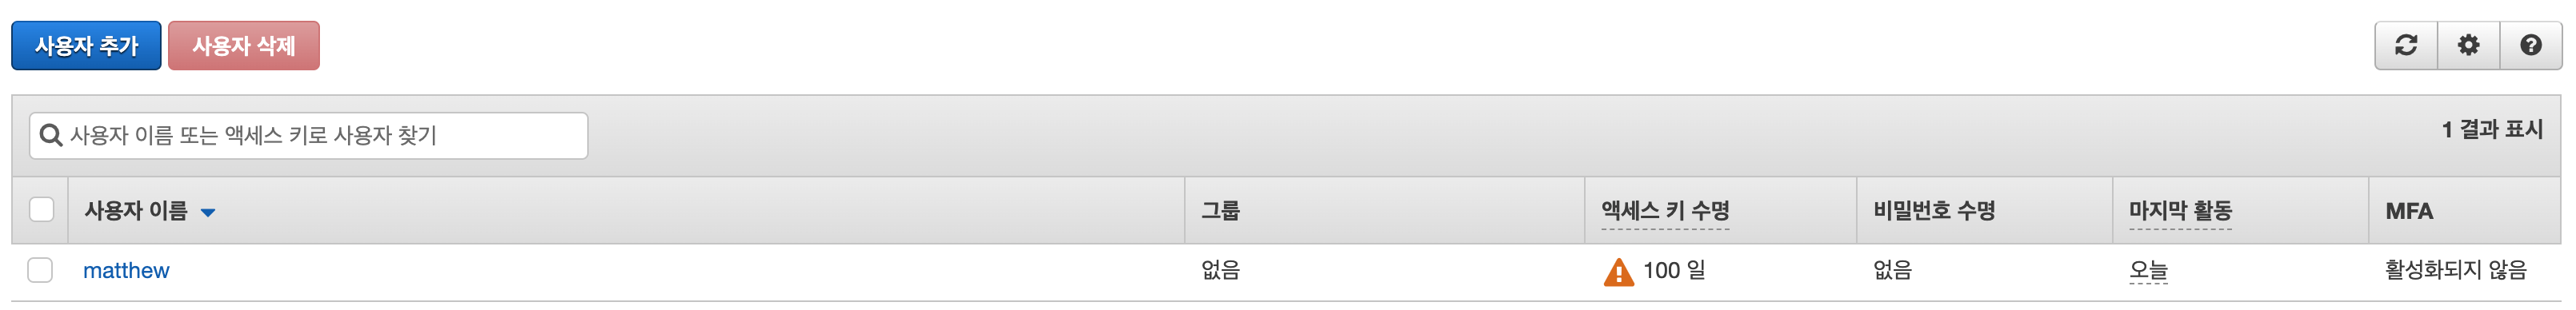 사용자 추가 사용자 삭제
사용자 이름 또는 액세스 키로 사용자 찾기 1 결과 표시
사용자 이름 그룹 액세스 키 수명 비밀번호 수명 마지막 활동 MFA
matthew 없음 100 일 없음 오늘 활성화되지 않음